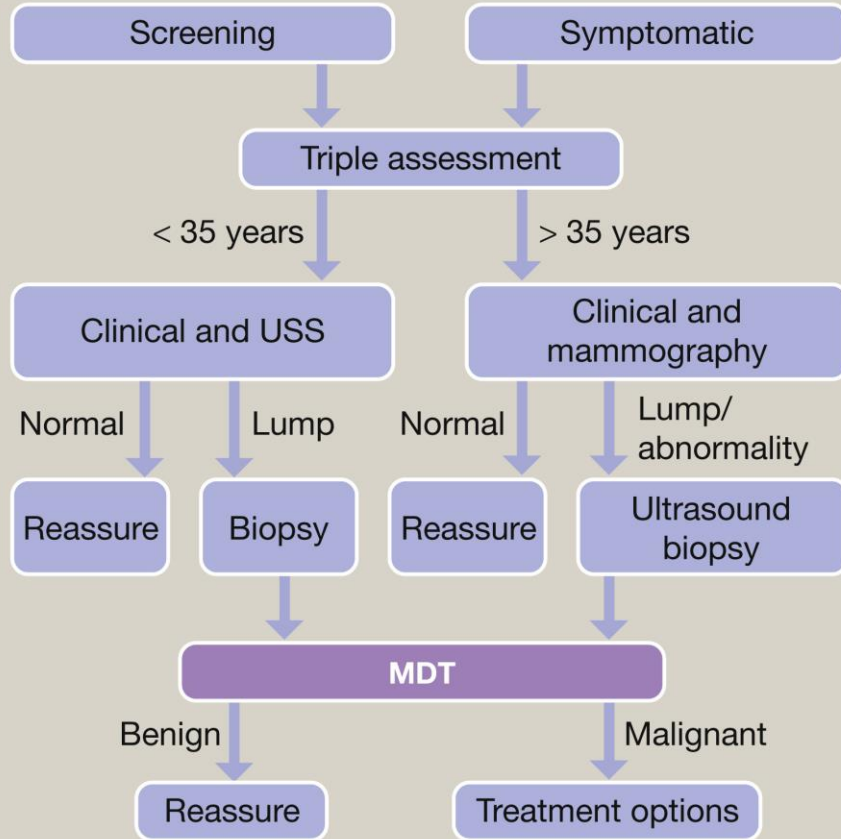 Screening
Symptomatic
Triple assessment
< 35 years
> 35 years
Clinical and USS
Clinical and
mammography
Normal
Lump
Normal
Lump/
abnormality
Reassure
Biopsy
Reassure
Ultrasound
biopsy
MDT
Benign
Malignant
Reassure
Treatment options